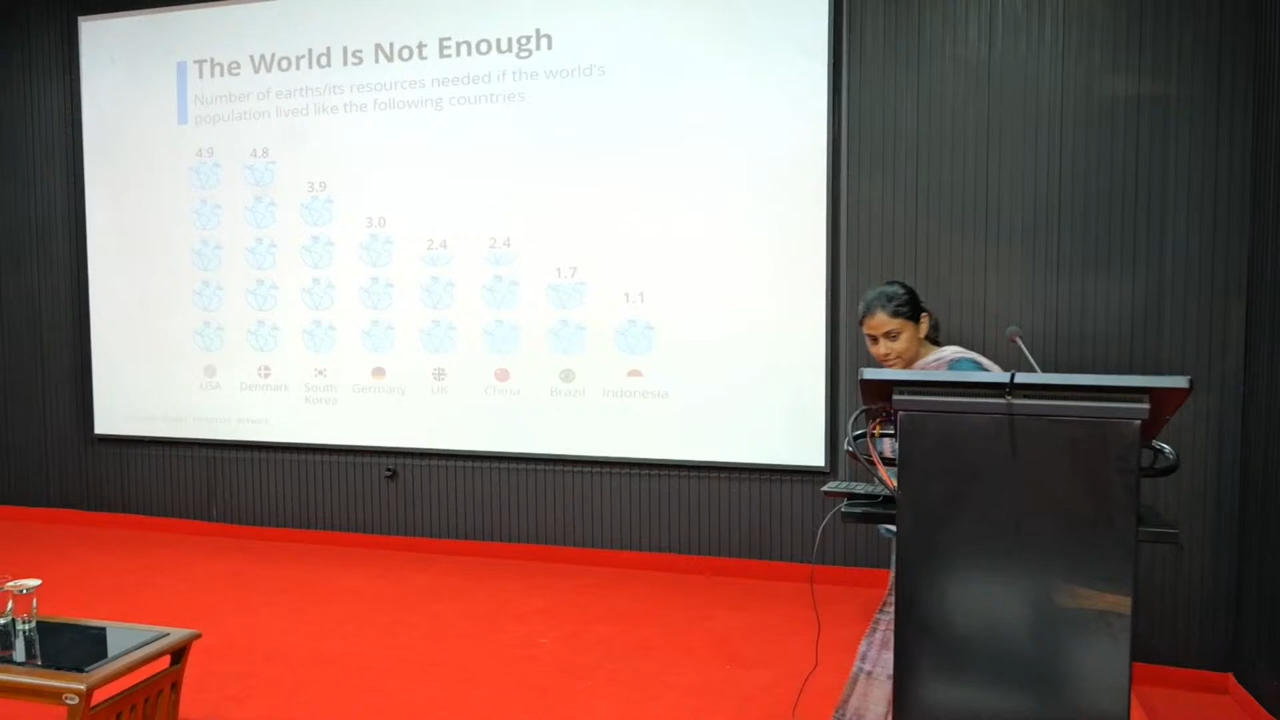 The World Is Not Enough
Number of earths/its resources needed if the world's
population lived like the following countries
4.9
4.8
3.9
3.0
2.4
2.4
1.7
1.1
USA
Denmark
South
Korea
Germany
UK
China
Brazil
Indonesia